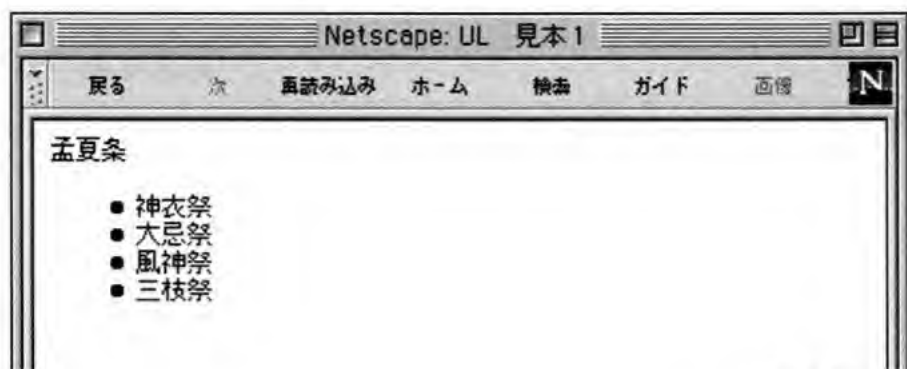 Netscape: UL 見本1
戻る 次 再読み込み ホーム 検索 ガイド 画像 N
孟夏条
神衣祭
大忌祭
風神祭
三枝祭